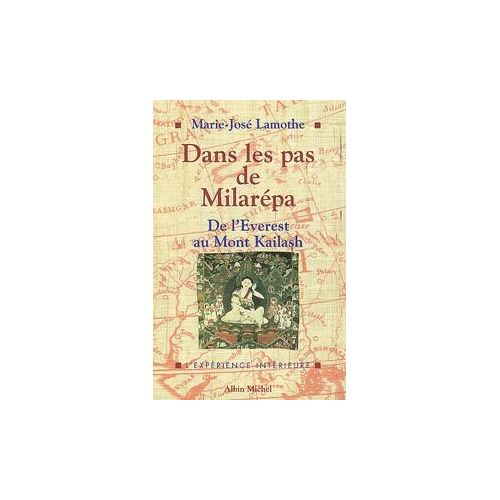 Marie-José Lamothe
Dans les pas
de
Milarépa
De l'Everest
au Mont Kailash
L'EXPÉRIENCE INTÉRIEURE
Albin Michel